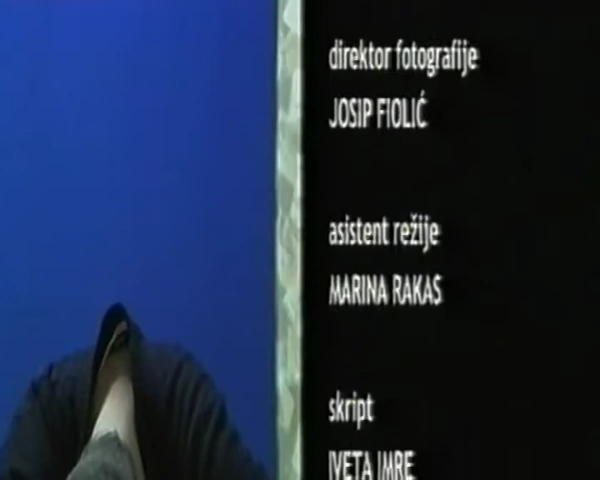 direktor fotografije
JOSIP FIOLIĆ
asistent režije
MARINA RAKAS
skript
IVETA IMRE